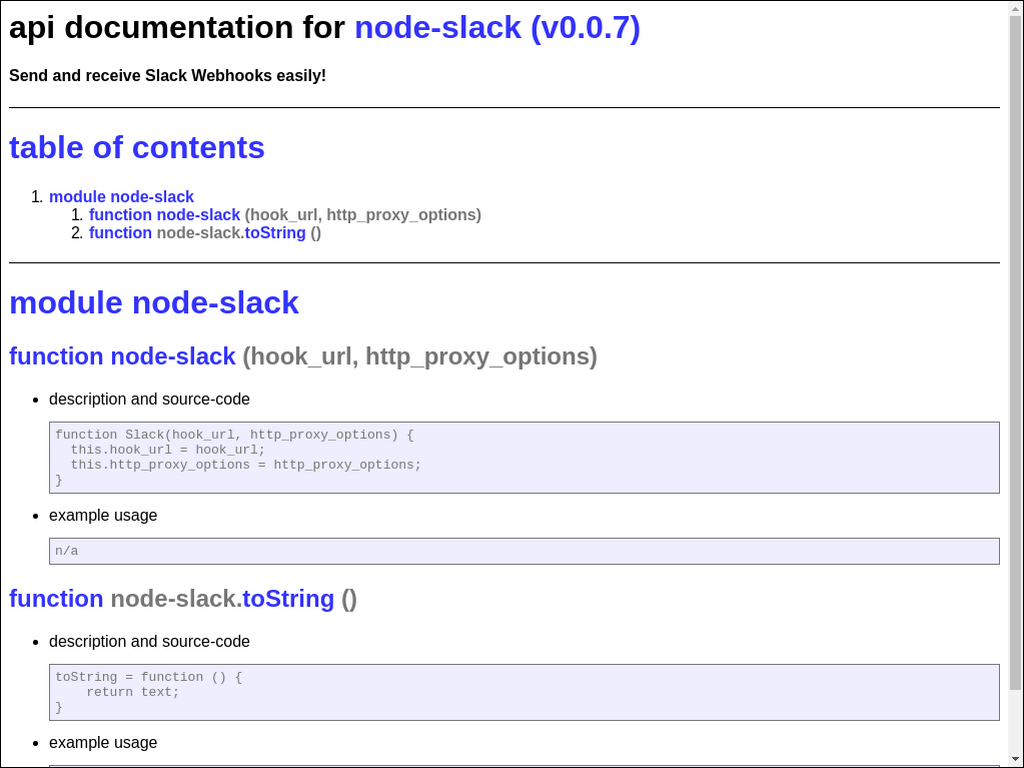 api documentation for node-slack (v0.0.7)
Send and receive Slack Webhooks easily!
table of contents
1. module node-slack
1. function node-slack (hook_url, http_proxy_options)
2. function node-slack.toString ()
module node-slack
function node-slack (hook_url, http_proxy_options)
• description and source-code
function Slack(hook_url, http_proxy_options) {
  this.hook_url = hook_url;
  this.http_proxy_options = http_proxy_options;
}
• example usage
n/a
function node-slack.toString ()
• description and source-code
toString = function () {
    return text;
}
• example usage